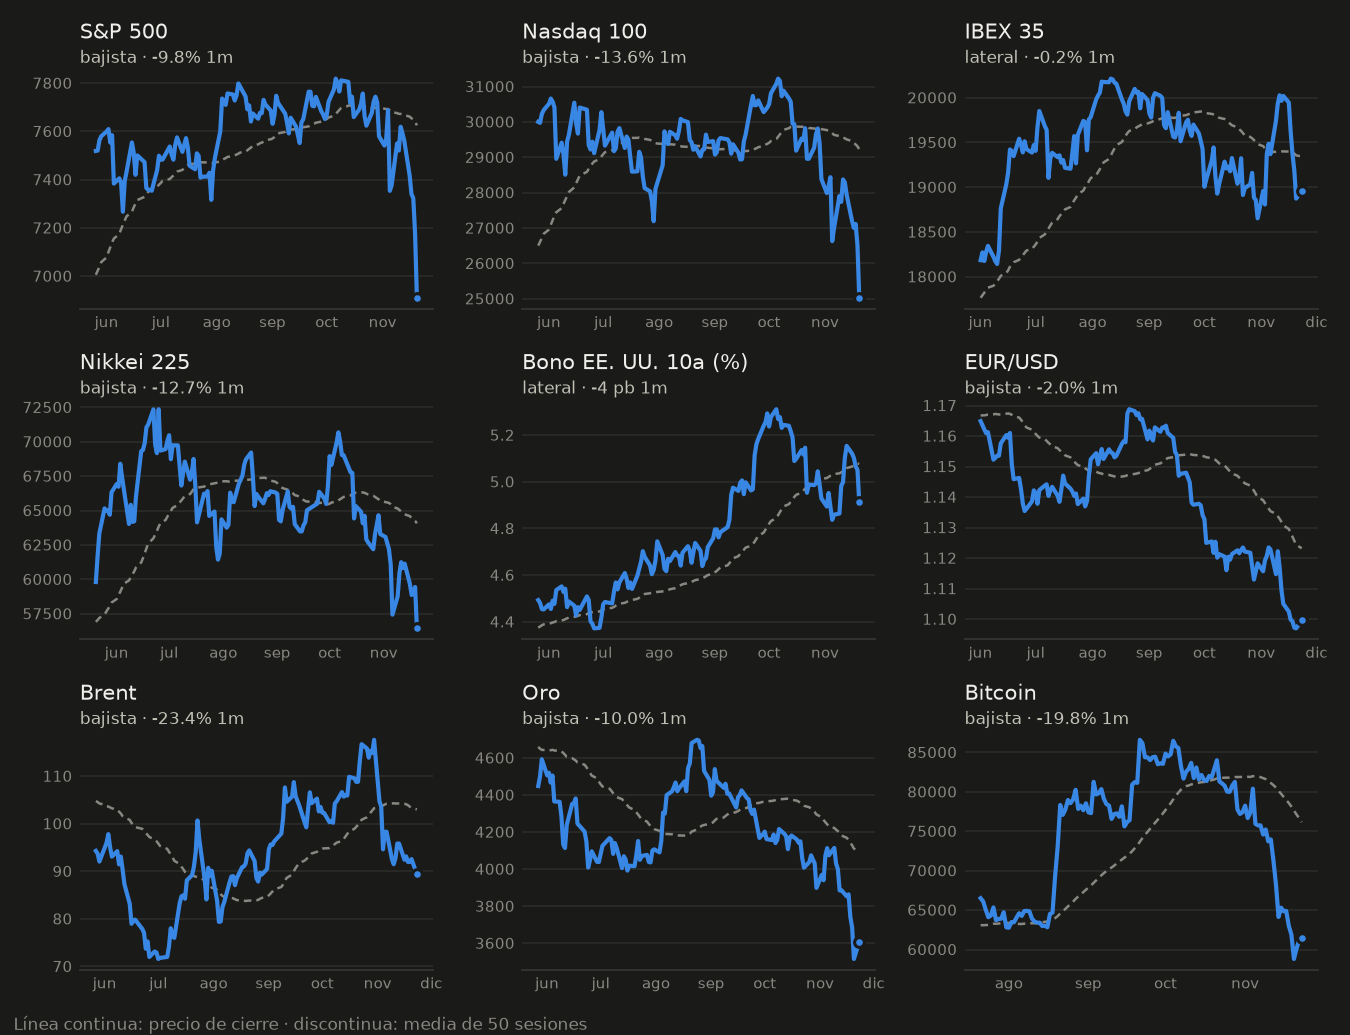 S&P 500
bajista · -9.8% 1m
7800
7600
7400
7200
7000
jun jul ago sep oct nov
Nasdaq 100
bajista · -13.6% 1m
31000
30000
29000
28000
27000
26000
25000
jun jul ago sep oct nov
IBEX 35
lateral · -0.2% 1m
20000
19500
19000
18500
18000
jun jul ago sep oct nov dic
Nikkei 225
bajista · -12.7% 1m
72500
70000
67500
65000
62500
60000
57500
jun jul ago sep oct nov
Bono EE. UU. 10a (%)
lateral · -4 pb 1m
5.2
5.0
4.8
4.6
4.4
jun jul ago sep oct nov
EUR/USD
bajista · -2.0% 1m
1.17
1.16
1.15
1.14
1.13
1.12
1.10
jun jul ago sep oct nov dic
Brent
bajista · -23.4% 1m
110
100
90
80
70
jun jul ago sep oct nov dic
Oro
bajista · -10.0% 1m
4600
4400
4200
4000
3800
3600
jun jul ago sep oct nov dic
Bitcoin
bajista · -19.8% 1m
85000
80000
75000
70000
65000
60000
ago sep oct nov
Línea continua: precio de cierre · discontinua: media de 50 sesiones